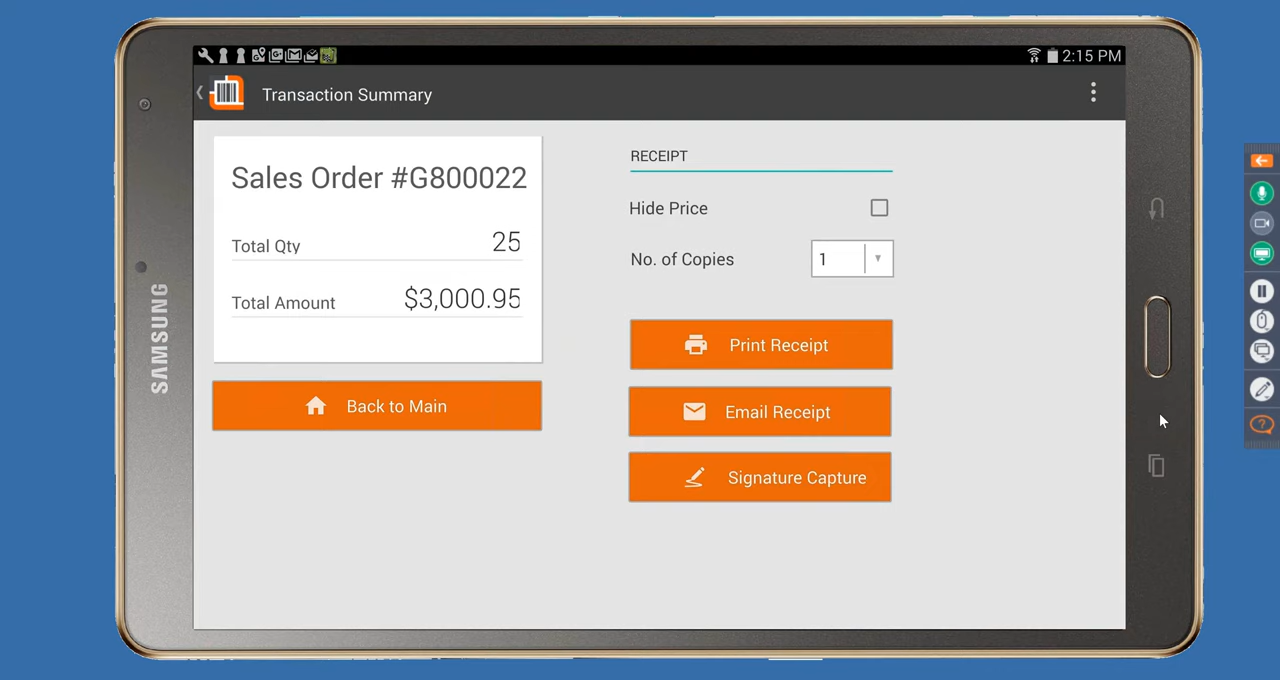 2:15 PM
Transaction Summary
Sales Order #G800022
Total Qty 25
Total Amount $3,000.95
Back to Main
RECEIPT
Hide Price
No. of Copies 1
Print Receipt
Email Receipt
Signature Capture
SAMSUNG